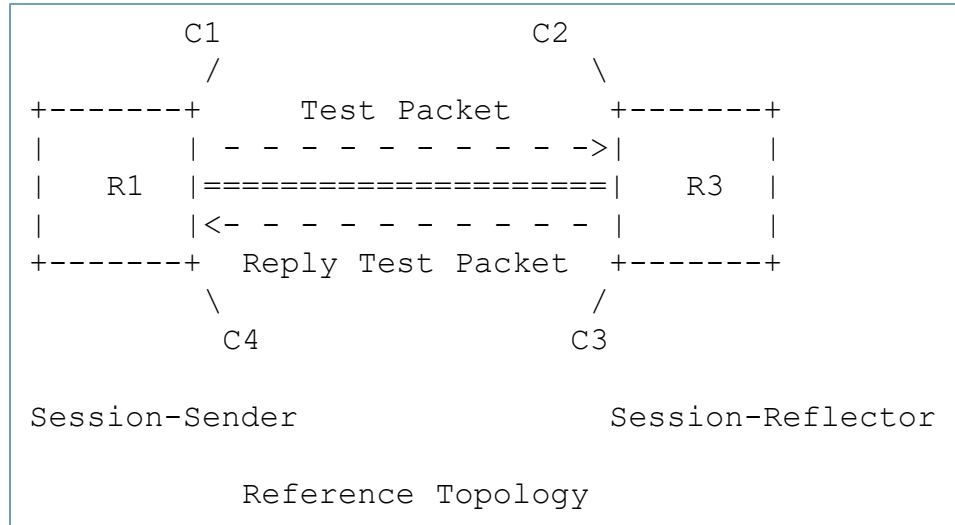 C1 C2
/ \
+-------+ Test Packet +-------+
| | - - - - - - - - - ->| |
| R1 |=====================| R3 |
| |<- - - - - - - - - - | |
+-------+ Reply Test Packet +-------+
\ /
C4 C3
Session-Sender Session-Reflector
Reference Topology